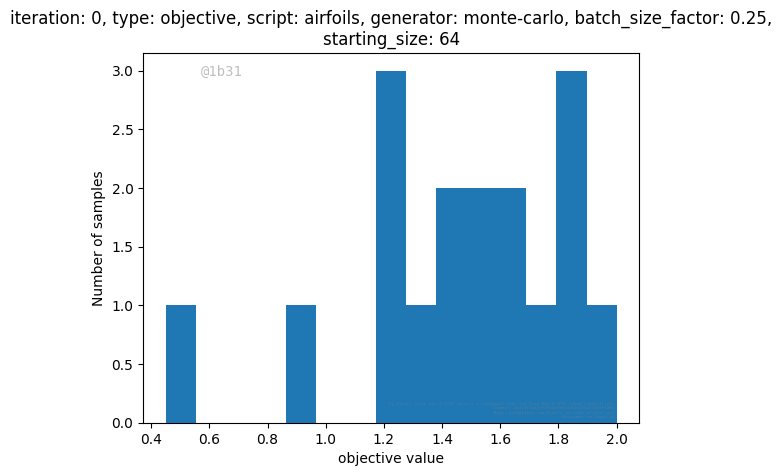 iteration: 0, type: objective, script: airfoils, generator: monte-carlo, batch_size_factor: 0.25,
starting_size: 64
@1b31
3.0
2.5
2.0
1.5
1.0
0.5
0.0
Number of samples
0.4 0.6 0.8 1.0 1.2 1.4 1.6 1.8 2.0
objective value